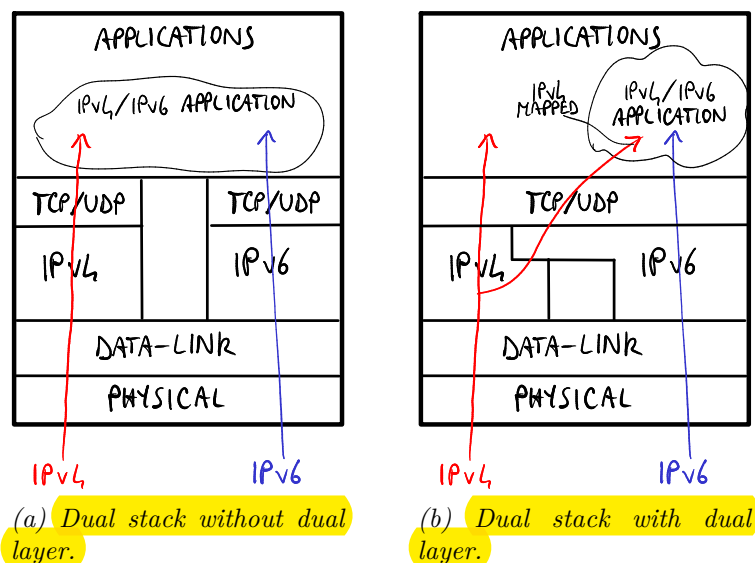 APPLICATIONS
IPv4/IPv6 APPLICATION
TCP/UDP
TCP/UDP
IPv4
IPv6
DATA-LINK
PHYSICAL
IPv4
IPv6
(a) Dual stack without dual
layer.
APPLICATIONS
IPv4
MAPPED
IPv4/IPv6
APPLICATION
TCP/UDP
IPv4
IPv6
DATA-LINK
PHYSICAL
IPv4
IPv6
(b) Dual stack with dual
layer.